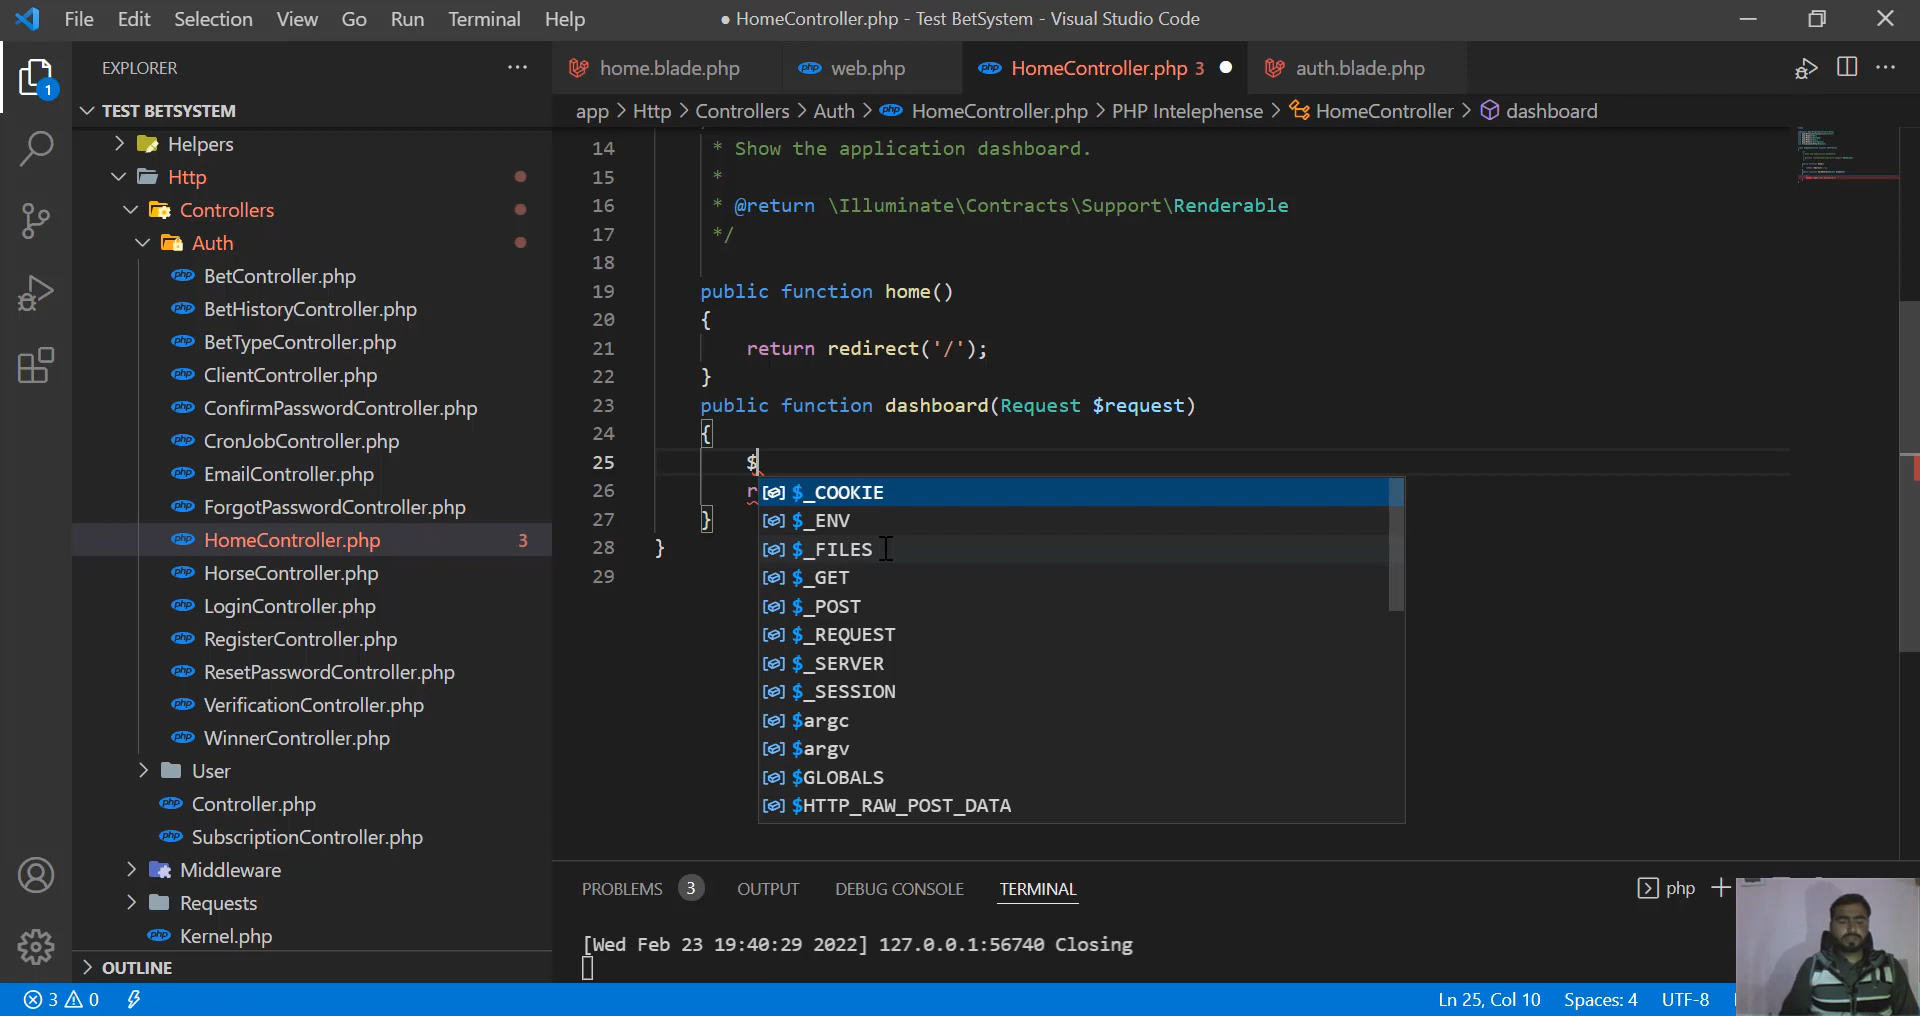 File Edit Selection View Go Run Terminal Help
● HomeController.php - Test BetSystem - Visual Studio Code
EXPLORER
home.blade.php
web.php
HomeController.php 3
auth.blade.php
TEST BETSYSTEM
app > Http > Controllers > Auth > HomeController.php > PHP Intelephense > HomeController > dashboard
1
Helpers
Http
Controllers
Auth
BetController.php
BetHistoryController.php
BetTypeController.php
ClientController.php
ConfirmPasswordController.php
CronJobController.php
EmailController.php
ForgotPasswordController.php
HomeController.php 3
HorseController.php
LoginController.php
RegisterController.php
ResetPasswordController.php
VerificationController.php
WinnerController.php
User
Controller.php
SubscriptionController.php
Middleware
Requests
Kernel.php
OUTLINE
14 * Show the application dashboard.
15 *
16 * @return \Illuminate\Contracts\Support\Renderable
17 */
18
19 public function home()
20 {
21 return redirect('/');
22 }
23 public function dashboard(Request $request)
24 {
25 $
26 r
27 }
28 }
29
$_COOKIE
$_ENV
$_FILES
$_GET
$_POST
$_REQUEST
$_SERVER
$_SESSION
$argc
$argv
$GLOBALS
$HTTP_RAW_POST_DATA
PROBLEMS 3 OUTPUT DEBUG CONSOLE TERMINAL
php
[Wed Feb 23 19:40:29 2022] 127.0.0.1:56740 Closing
3 0
Ln 25, Col 10 Spaces: 4 UTF-8